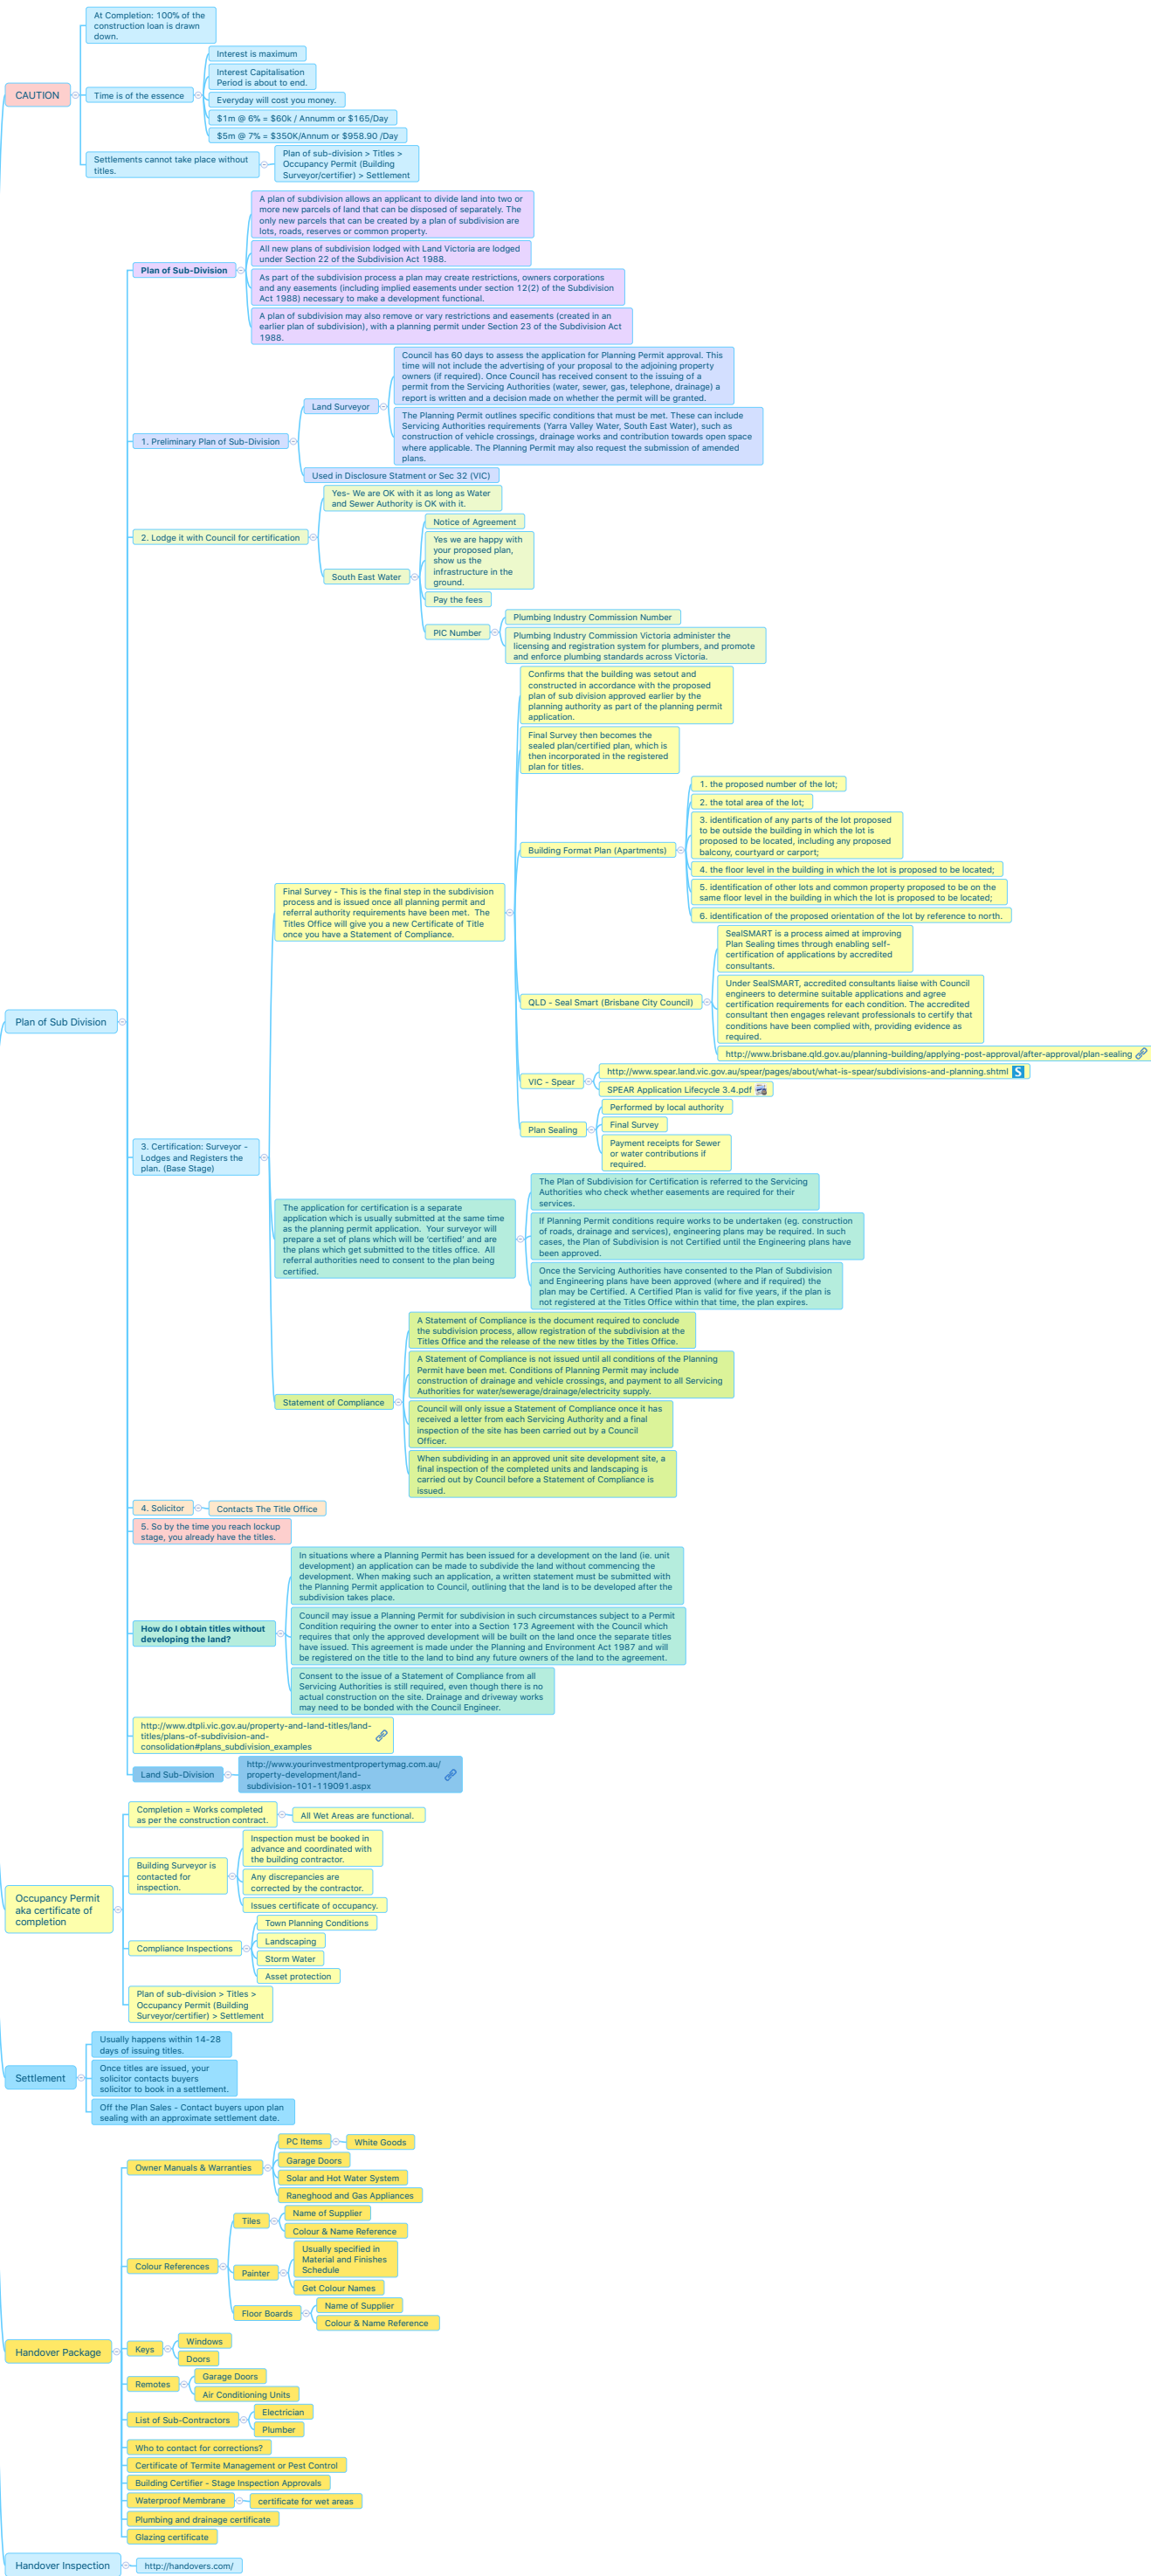 At Completion: 100% of the
construction loan is drawn
down.
CAUTION
Time is of the essence
Interest is maximum
Interest Capitalisation
Period is about to end.
Everyday will cost you money.
$1m @ 6% = $60k / Annumm or $165/Day
$5m @ 7% = $350K/Annum or $958.90 /Day
Settlements cannot take place without
titles.
Plan of sub-division > Titles >
Occupancy Permit (Building
Surveyor/certifier) > Settlement
Plan of Sub Division
Plan of Sub-Division
A plan of subdivision allows an applicant to divide land into two or
more new parcels of land that can be disposed of separately. The
only new parcels that can be created by a plan of subdivision are
lots, roads, reserves or common property.
All new plans of subdivision lodged with Land Victoria are lodged
under Section 22 of the Subdivision Act 1988.
As part of the subdivision process a plan may create restrictions, owners corporations
and any easements (including implied easements under section 12(2) of the Subdivision
Act 1988) necessary to make a development functional.
A plan of subdivision may also remove or vary restrictions and easements (created in an
earlier plan of subdivision), with a planning permit under Section 23 of the Subdivision Act
1988.
1. Preliminary Plan of Sub-Division
Land Surveyor
Council has 60 days to assess the application for Planning Permit approval. This
time will not include the advertising of your proposal to the adjoining property
owners (if required). Once Council has received consent to the issuing of a
permit from the Servicing Authorities (water, sewer, gas, telephone, drainage) a
report is written and a decision made on whether the permit will be granted.
The Planning Permit outlines specific conditions that must be met. These can include
Servicing Authorities requirements (Yarra Valley Water, South East Water), such as
construction of vehicle crossings, drainage works and contribution towards open space
where applicable. The Planning Permit may also request the submission of amended
plans.
Used in Disclosure Statment or Sec 32 (VIC)
2. Lodge it with Council for certification
Yes- We are OK with it as long as Water
and Sewer Authority is OK with it.
South East Water
Notice of Agreement
Yes we are happy with
your proposed plan,
show us the
infrastructure in the
ground.
Pay the fees
PIC Number
Plumbing Industry Commission Number
Plumbing Industry Commission Victoria administer the
licensing and registration system for plumbers, and promote
and enforce plumbing standards across Victoria.
3. Certification: Surveyor -
Lodges and Registers the
plan. (Base Stage)
Final Survey - This is the final step in the subdivision
process and is issued once all planning permit and
referral authority requirements have been met.  The
Titles Office will give you a new Certificate of Title
once you have a Statement of Compliance.
Confirms that the building was setout and
constructed in accordance with the proposed
plan of sub division approved earlier by the
planning authority as part of the planning permit
application.
Final Survey then becomes the
sealed plan/certified plan, which is
then incorporated in the registered
plan for titles.
Building Format Plan (Apartments)
1. the proposed number of the lot;
2. the total area of the lot;
3. identification of any parts of the lot proposed
to be outside the building in which the lot is
proposed to be located, including any proposed
balcony, courtyard or carport;
4. the floor level in the building in which the lot is proposed to be located;
5. identification of other lots and common property proposed to be on the
same floor level in the building in which the lot is proposed to be located;
6. identification of the proposed orientation of the lot by reference to north.
QLD - Seal Smart (Brisbane City Council)
SealSMART is a process aimed at improving
Plan Sealing times through enabling self-
certification of applications by accredited
consultants.
Under SealSMART, accredited consultants liaise with Council
engineers to determine suitable applications and agree
certification requirements for each condition. The accredited
consultant then engages relevant professionals to certify that
conditions have been complied with, providing evidence as
required.
http://www.brisbane.qld.gov.au/planning-building/applying-post-approval/after-approval/plan-sealing
VIC - Spear
http://www.spear.land.vic.gov.au/spear/pages/about/what-is-spear/subdivisions-and-planning.shtml S
SPEAR Application Lifecycle 3.4.pdf
Plan Sealing
Performed by local authority
Final Survey
Payment receipts for Sewer
or water contributions if
required.
The application for certification is a separate
application which is usually submitted at the same time
as the planning permit application.  Your surveyor will
prepare a set of plans which will be 'certified' and are
the plans which get submitted to the titles office.  All
referral authorities need to consent to the plan being
certified.
The Plan of Subdivision for Certification is referred to the Servicing
Authorities who check whether easements are required for their
services.
If Planning Permit conditions require works to be undertaken (eg. construction
of roads, drainage and services), engineering plans may be required. In such
cases, the Plan of Subdivision is not Certified until the Engineering plans have
been approved.
Once the Servicing Authorities have consented to the Plan of Subdivision
and Engineering plans have been approved (where and if required) the
plan may be Certified. A Certified Plan is valid for five years, if the plan is
not registered at the Titles Office within that time, the plan expires.
Statement of Compliance
A Statement of Compliance is the document required to conclude
the subdivision process, allow registration of the subdivision at the
Titles Office and the release of the new titles by the Titles Office.
A Statement of Compliance is not issued until all conditions of the Planning
Permit have been met. Conditions of Planning Permit may include
construction of drainage and vehicle crossings, and payment to all Servicing
Authorities for water/sewerage/drainage/electricity supply.
Council will only issue a Statement of Compliance once it has
received a letter from each Servicing Authority and a final
inspection of the site has been carried out by a Council
Officer.
When subdividing in an approved unit site development site, a
final inspection of the completed units and landscaping is
carried out by Council before a Statement of Compliance is
issued.
4. Solicitor
Contacts The Title Office
5. So by the time you reach lockup
stage, you already have the titles.
How do I obtain titles without
developing the land?
In situations where a Planning Permit has been issued for a development on the land (ie. unit
development) an application can be made to subdivide the land without commencing the
development. When making such an application, a written statement must be submitted with
the Planning Permit application to Council, outlining that the land is to be developed after the
subdivision takes place.
Council may issue a Planning Permit for subdivision in such circumstances subject to a Permit
Condition requiring the owner to enter into a Section 173 Agreement with the Council which
requires that only the approved development will be built on the land once the separate titles
have issued. This agreement is made under the Planning and Environment Act 1987 and will
be registered on the title to the land to bind any future owners of the land to the agreement.
Consent to the issue of a Statement of Compliance from all
Servicing Authorities is still required, even though there is no
actual construction on the site. Drainage and driveway works
may need to be bonded with the Council Engineer.
http://www.dtpli.vic.gov.au/property-and-land-titles/land-
titles/plans-of-subdivision-and-
consolidation#plans_subdivision_examples
Land Sub-Division
http://www.yourinvestmentpropertymag.com.au/
property-development/land-
subdivision-101-119091.aspx
Occupancy Permit
aka certificate of
completion
Completion = Works completed
as per the construction contract.
All Wet Areas are functional.
Building Surveyor is
contacted for
inspection.
Inspection must be booked in
advance and coordinated with
the building contractor.
Any discrepancies are
corrected by the contractor.
Issues certificate of occupancy.
Compliance Inspections
Town Planning Conditions
Landscaping
Storm Water
Asset protection
Plan of sub-division > Titles >
Occupancy Permit (Building
Surveyor/certifier) > Settlement
Settlement
Usually happens within 14-28
days of issuing titles.
Once titles are issued, your
solicitor contacts buyers
solicitor to book in a settlement.
Off the Plan Sales - Contact buyers upon plan
sealing with an approximate settlement date.
Handover Package
Owner Manuals & Warranties
PC Items
White Goods
Garage Doors
Solar and Hot Water System
Raneghood and Gas Appliances
Colour References
Tiles
Name of Supplier
Colour & Name Reference
Painter
Usually specified in
Material and Finishes
Schedule
Get Colour Names
Floor Boards
Name of Supplier
Colour & Name Reference
Keys
Windows
Doors
Remotes
Garage Doors
Air Conditioning Units
List of Sub-Contractors
Electrician
Plumber
Who to contact for corrections?
Certificate of Termite Management or Pest Control
Building Certifier - Stage Inspection Approvals
Waterproof Membrane
certificate for wet areas
Plumbing and drainage certificate
Glazing certificate
Handover Inspection
http://handovers.com/